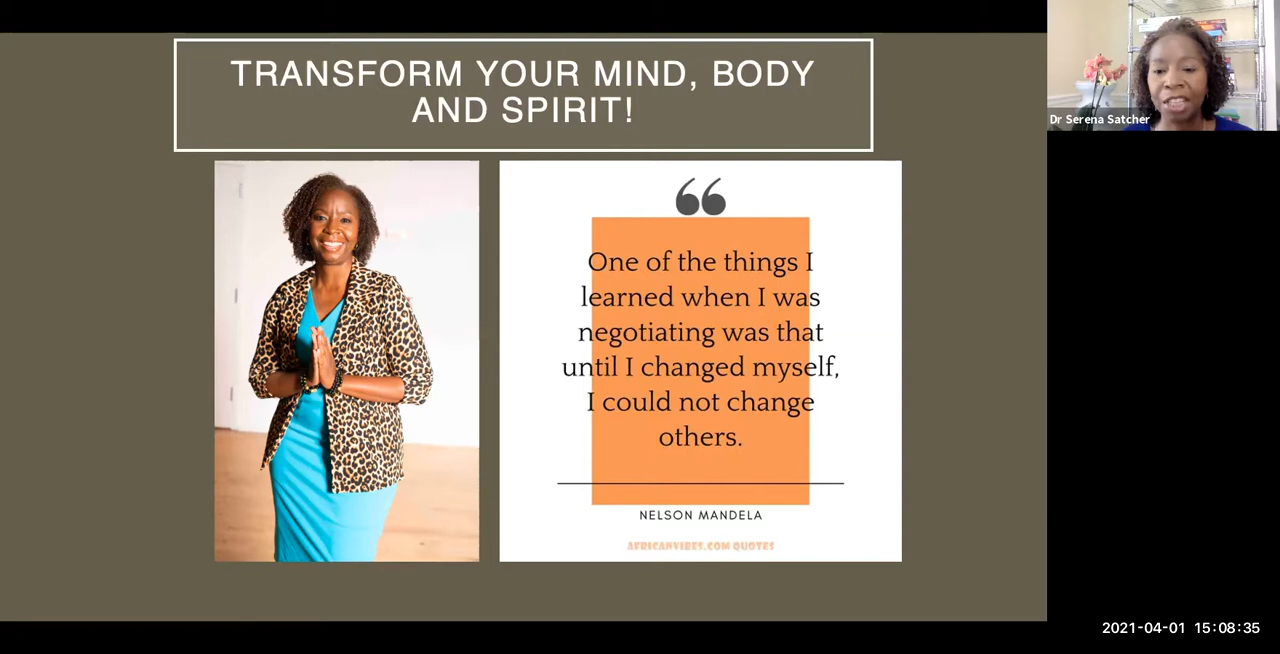 TRANSFORM YOUR MIND, BODY
AND SPIRIT!
Dr Serena Satcher
“
One of the things I
learned when I was
negotiating was that
until I changed myself,
I could not change
others.
NELSON MANDELA
AFRICANVIBES.COM QUOTES
2021-04-01 15:08:35